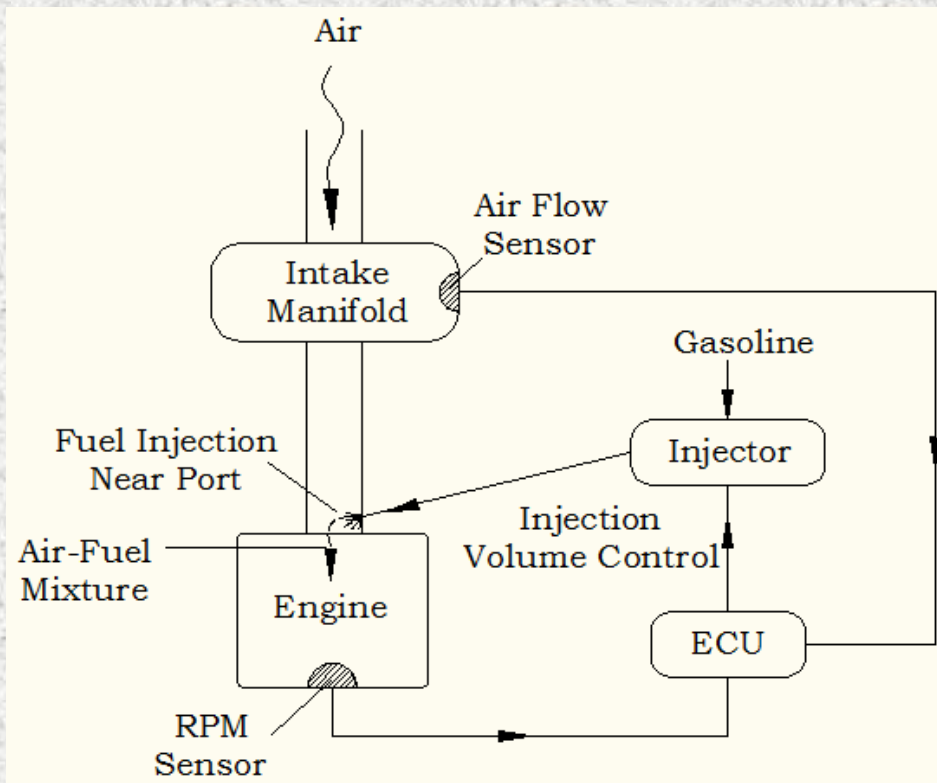 Air
Air Flow
Sensor
Intake
Manifold
Gasoline
Fuel Injection
Near Port
Injector
Injection
Volume Control
Air-Fuel
Mixture
Engine
ECU
RPM
Sensor